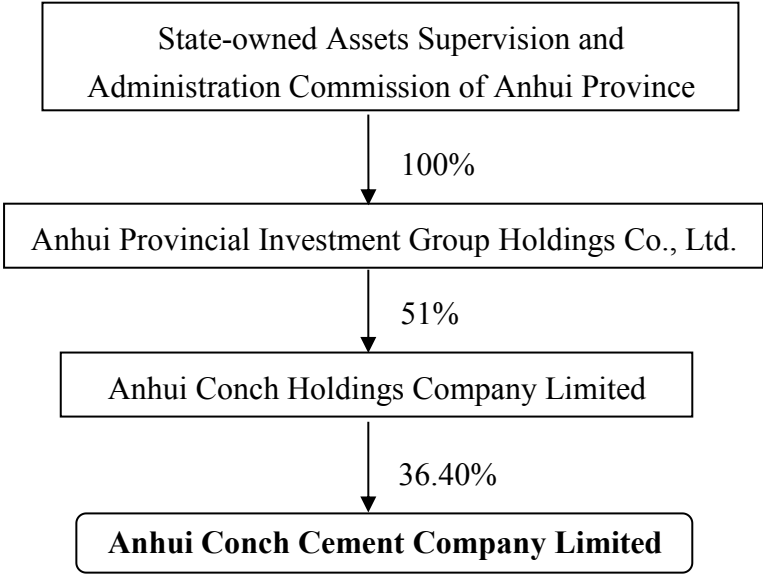 State-owned Assets Supervision and
Administration Commission of Anhui Province
100%
Anhui Provincial Investment Group Holdings Co., Ltd.
51%
Anhui Conch Holdings Company Limited
36.40%
Anhui Conch Cement Company Limited